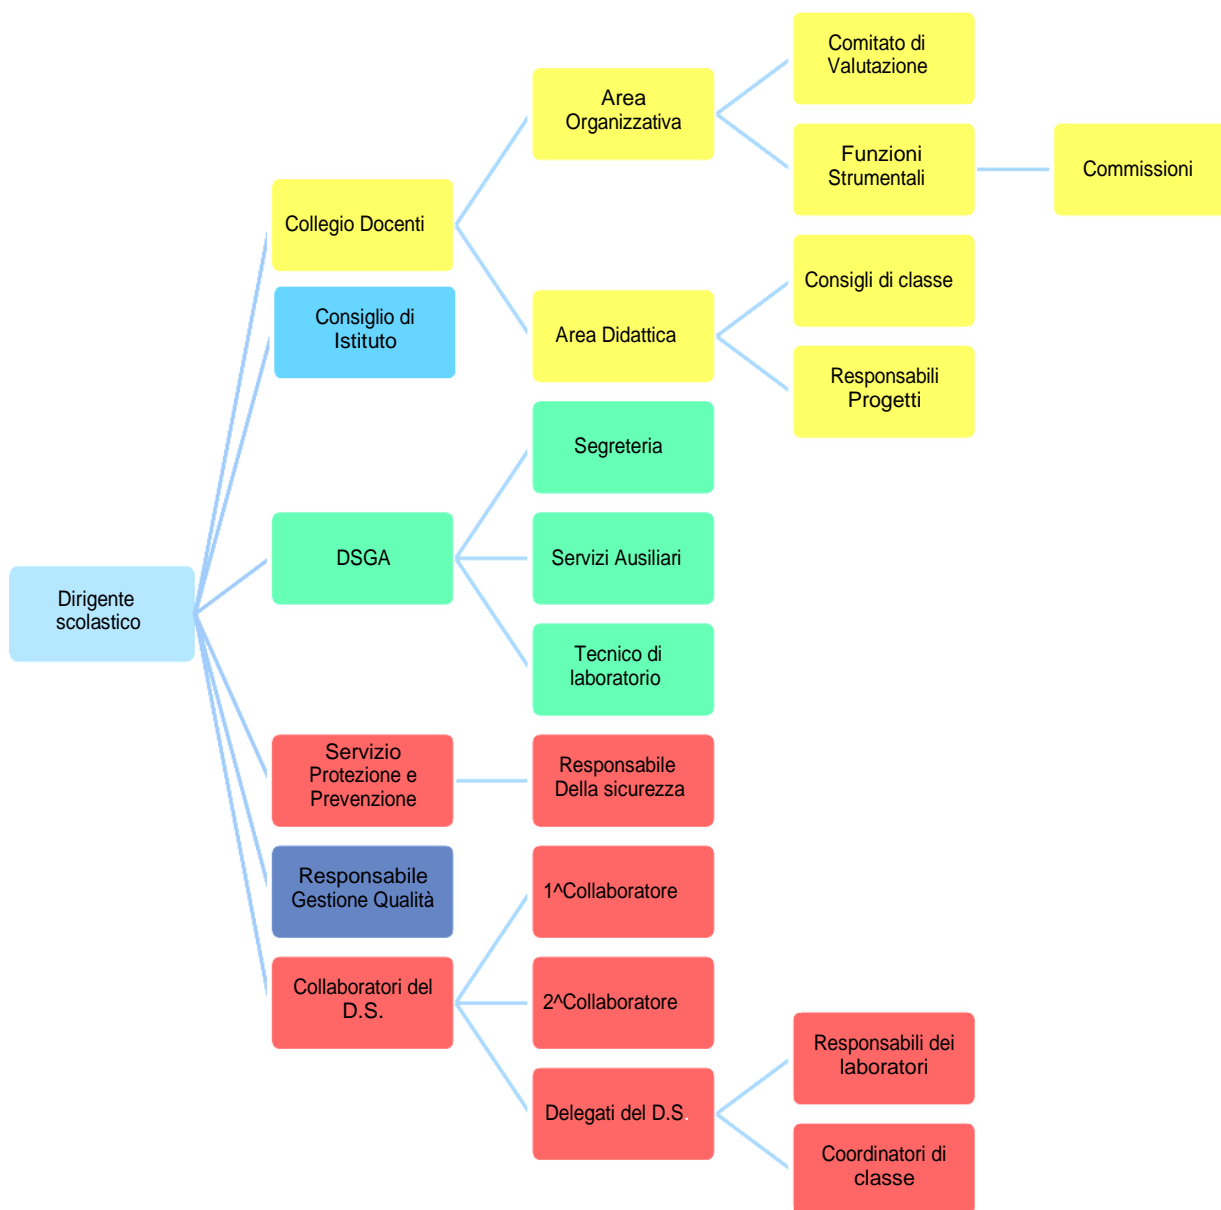 Comitato di
Valutazione
Area
Organizzativa
Funzioni
Strumentali
Commissioni
Collegio Docenti
Consigli di classe
Consiglio di
Istituto
Area Didattica
Responsabili
Progetti
Segreteria
DSGA
Servizi Ausiliari
Dirigente
scolastico
Tecnico di
laboratorio
Servizio
Protezione e
Prevenzione
Responsabile
Della sicurezza
Responsabile
Gestione Qualità
1^Collaboratore
Collaboratori del
D.S.
2^Collaboratore
Responsabili dei
laboratori
Delegati del D.S.
Coordinatori di
classe